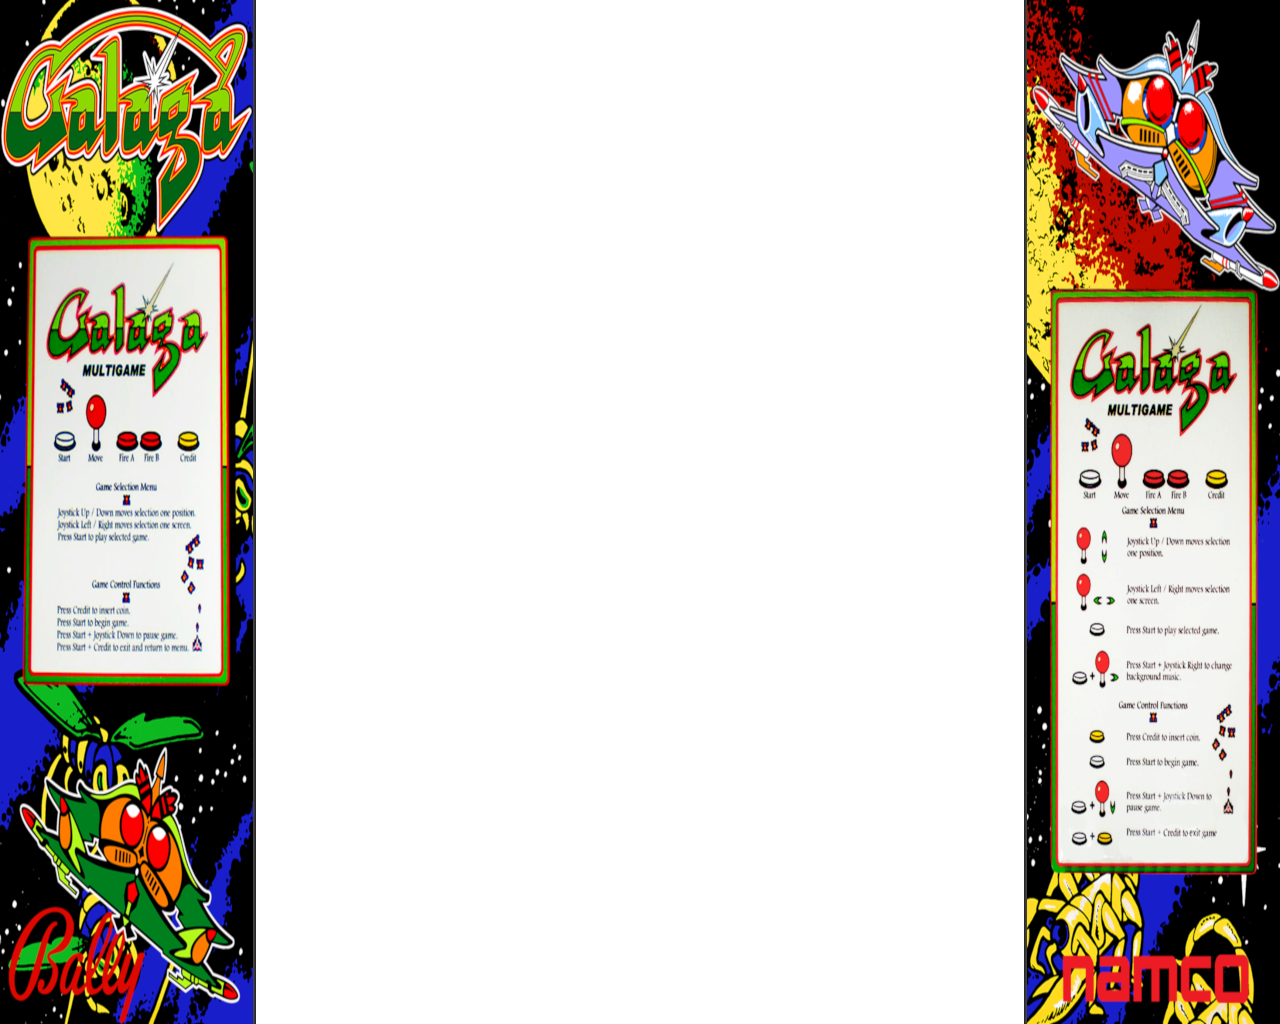 Galaga
Galaga
MULTIGAME
Start Move Fire A Fire B Credit
Game Selection Menu
Joystick Up / Down moves selection one position.
Joystick Left / Right moves selection one screen.
Press Start to play selected game.
Game Control Functions
Press Credit to insert coin.
Press Start to begin game.
Press Start + Joystick Down to pause game.
Press Start + Credit to exit and return to menu.
Bally
Galaga
MULTIGAME
Start Move Fire A Fire B Credit
Game Selection Menu
Joystick Up / Down moves selection
one position.
Joystick Left / Right moves selection
one screen.
Press Start to play selected game.
+
Press Start + Joystick Right to change
background music.
Game Control Functions
Press Credit to insert coin.
Press Start to begin game.
+
Press Start + Joystick Down to
pause game.
+
Press Start + Credit to exit game
namco